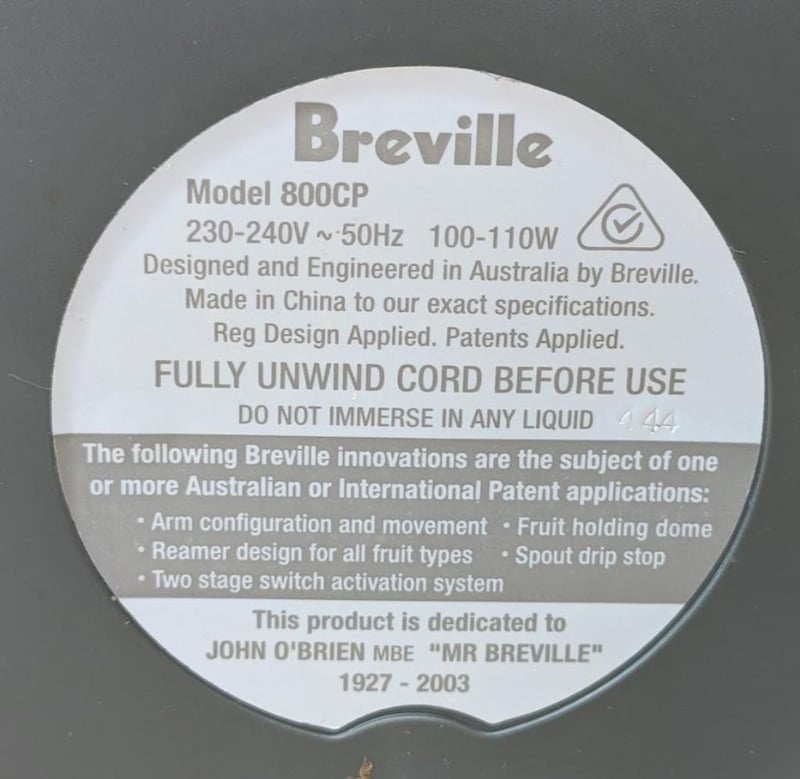 Breville
Model 800CP
230-240V ~ 50Hz 100-110W
Designed and Engineered in Australia by Breville.
Made in China to our exact specifications.
Reg Design Applied. Patents Applied.
FULLY UNWIND CORD BEFORE USE
DO NOT IMMERSE IN ANY LIQUID
The following Breville innovations are the subject of one
or more Australian or International Patent applications:
• Arm configuration and movement • Fruit holding dome
• Reamer design for all fruit types • Spout drip stop
• Two stage switch activation system
This product is dedicated to
JOHN O'BRIEN MBE "MR BREVILLE"
1927 - 2003